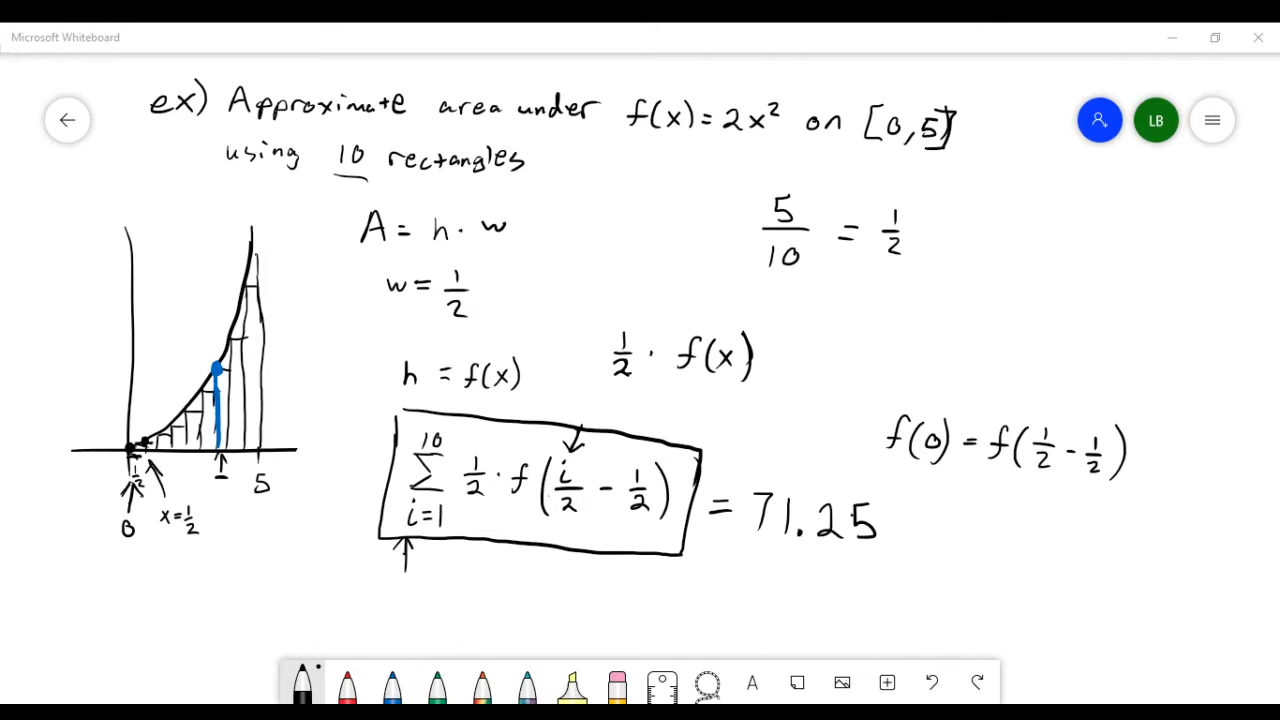 Microsoft Whiteboard
ex) Approximate area under f(x) = 2x² on [0,5]
using 10 rectangles
LB
A = h · w
5/10 = 1/2
w = 1/2
h = f(x)
1/2 · f(x)
f(0) = f(1/2 - 1/2)
10
∑ 1/2 · f(i/2 - 1/2) = 71.25
i=1
1/2
5
0
x=1/2
A